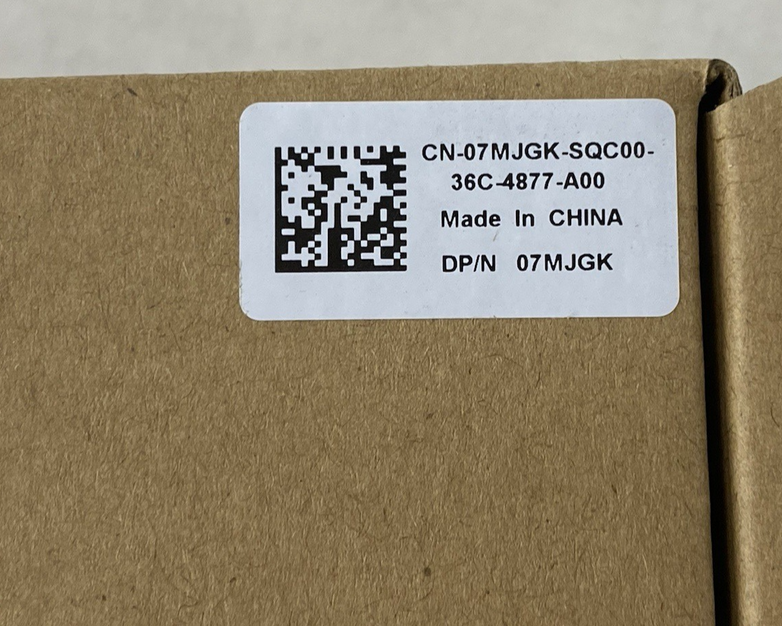 CN-07MJGK-SQC00-
36C-4877-A00
Made In CHINA
DP/N 07MJGK